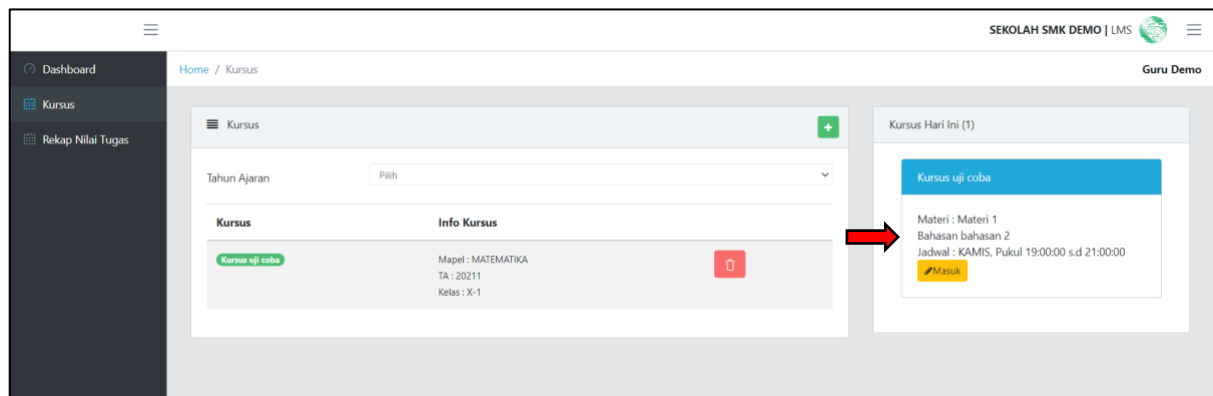 SEKOLAH SMK DEMO | LMS
Dashboard
Home / Kursus
Guru Demo
Kursus
Rekap Nilai Tugas
Kursus
Tahun Ajaran
Pilih
Kursus
Info Kursus
Kursus uji coba
Mapel : MATEMATIKA
TA : 20211
Kelas : X-1
Kursus Hari Ini (1)
Kursus uji coba
Materi : Materi 1
Bahasan bahasan 2
Jadwal : KAMIS, Pukul 19:00:00 s.d 21:00:00
Masuk